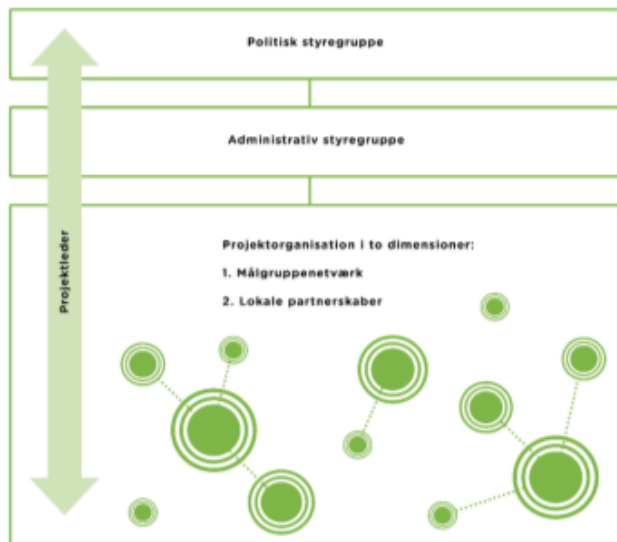 Politisk styregruppe
Administrativ styregruppe
Projektleder
Projektorganisation i to dimensioner:
1. Målgruppenetværk
2. Lokale partnerskaber